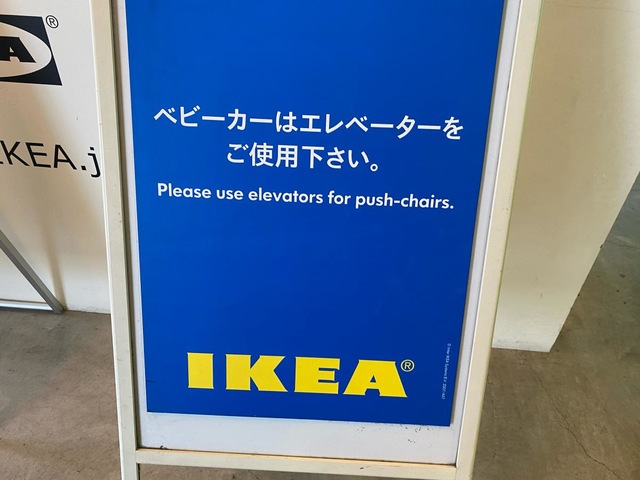 A®
IKEA.j
ベビーカーはエレベーターを
ご使用下さい。
Please use elevators for push-chairs.
IKEA®